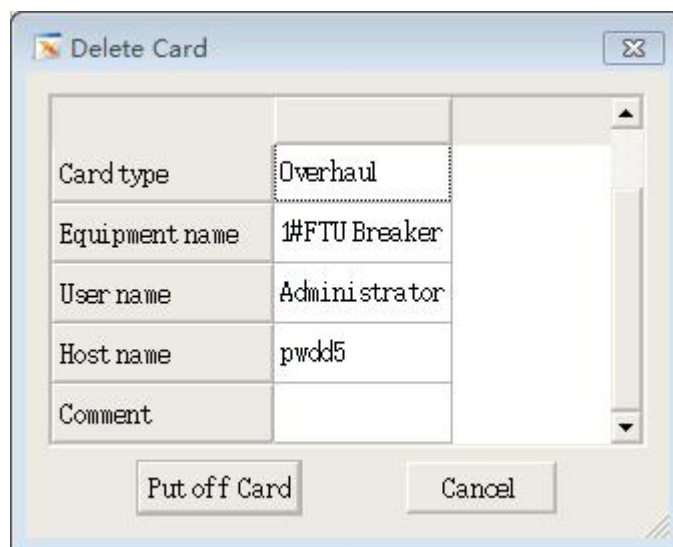 Delete Card
Card type Overhaul
Equipment name 1#FTU Breaker
User name Administrator
Host name pwdd5
Comment
Put off Card Cancel